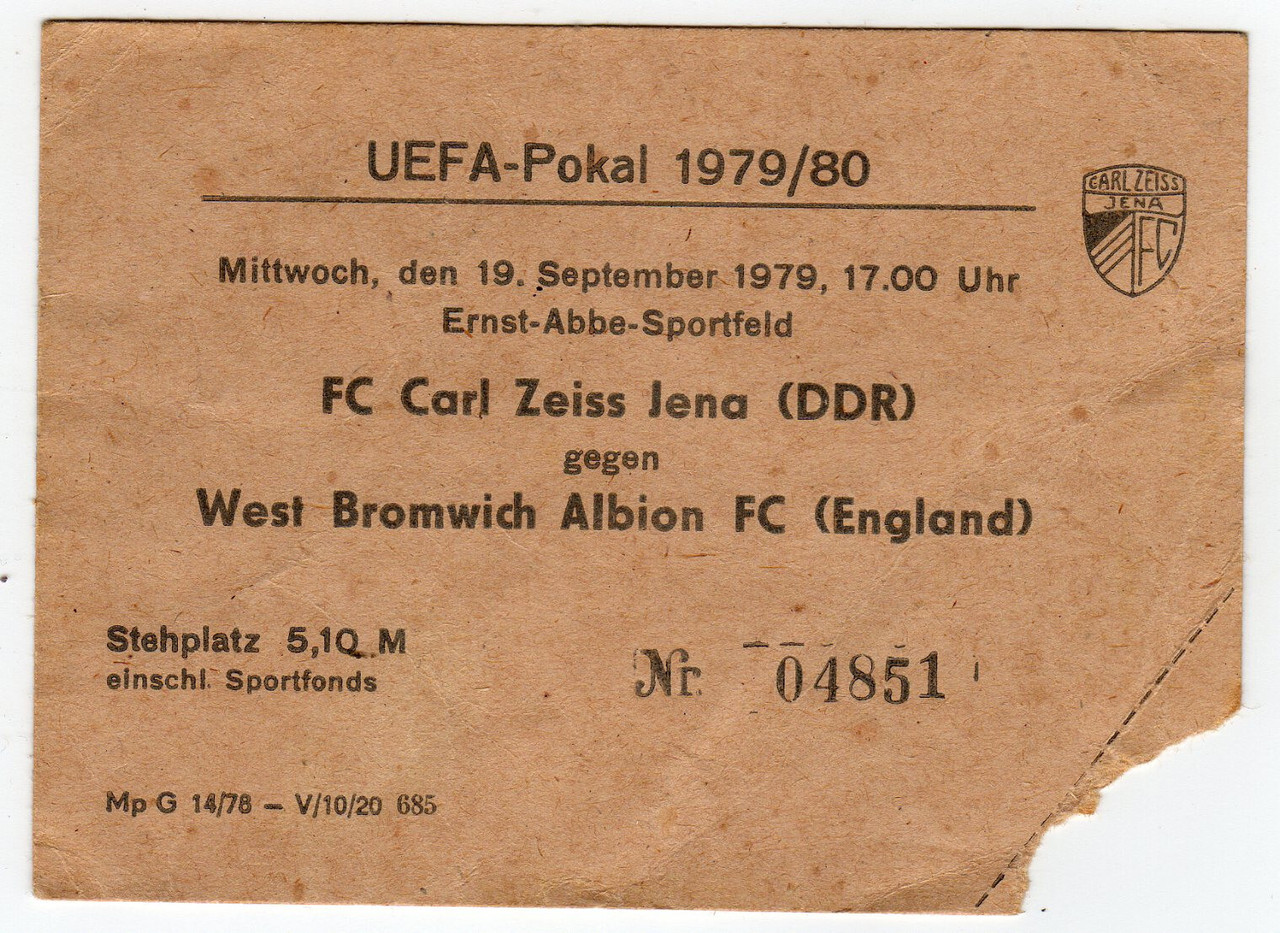 UEFA-Pokal 1979/80
CARL ZEISS
JENA
FC
Mittwoch, den 19. September 1979, 17.00 Uhr
Ernst-Abbe-Sportfeld
FC Carl Zeiss Jena (DDR)
gegen
West Bromwich Albion FC (England)
Stehplatz 5,10 M
einschl. Sportfonds
Nr. 04851
Mp G 14/78 — V/10/20 685